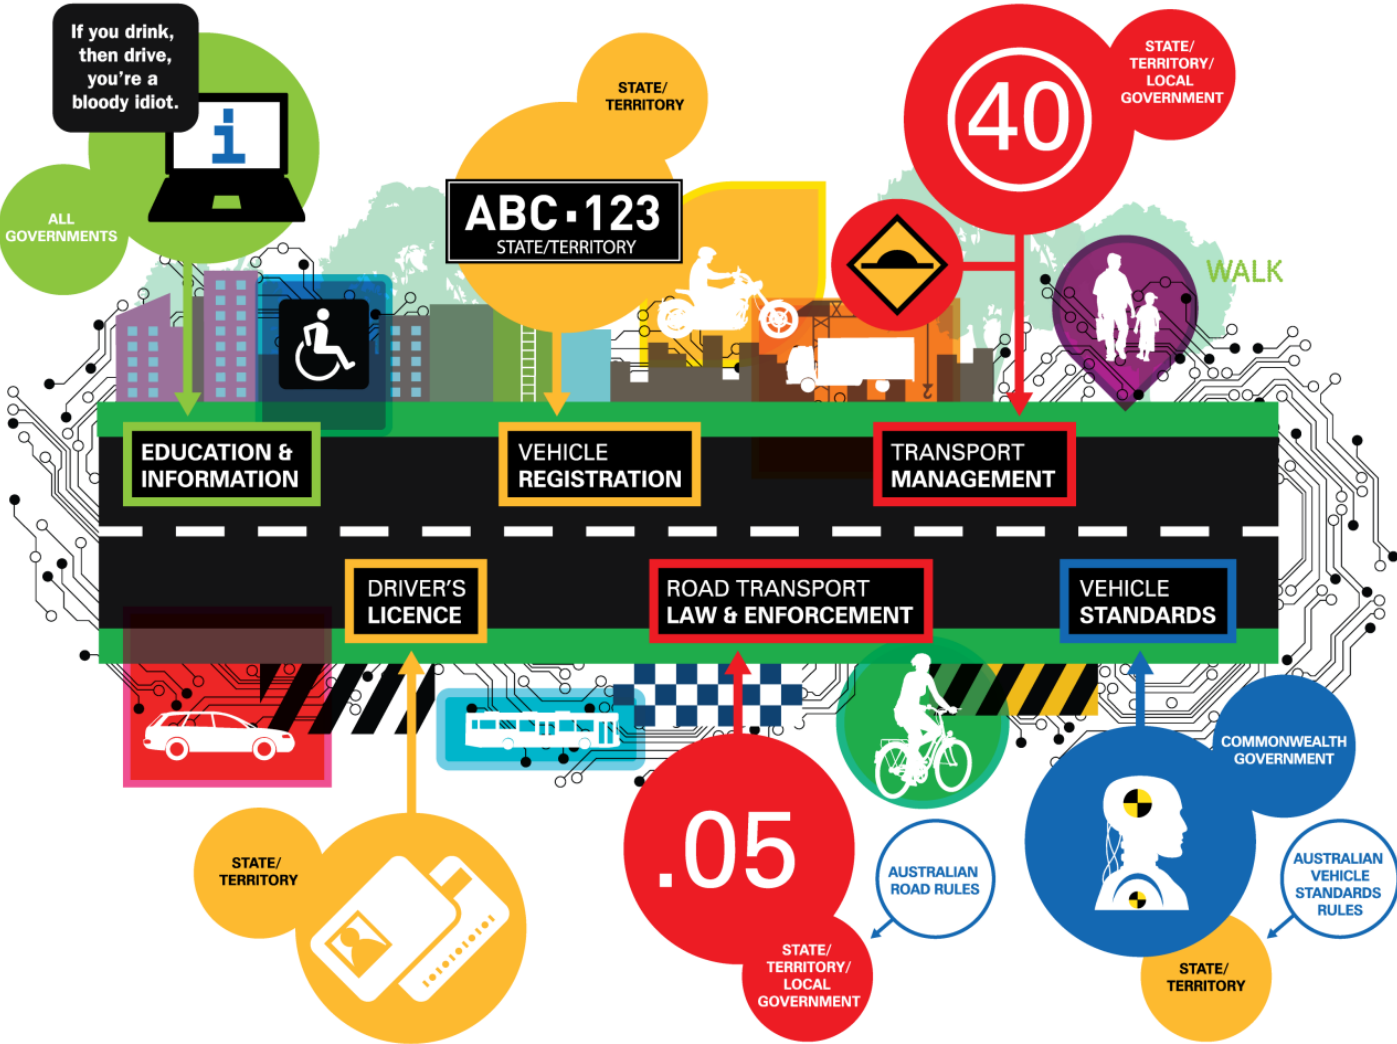 If you drink,
then drive,
you're a
bloody idiot.
i
ALL
GOVERNMENTS
STATE/
TERRITORY
ABC·123
STATE/TERRITORY
40
STATE/
TERRITORY/
LOCAL
GOVERNMENT
WALK
EDUCATION &
INFORMATION
VEHICLE
REGISTRATION
TRANSPORT
MANAGEMENT
DRIVER'S
LICENCE
ROAD TRANSPORT
LAW & ENFORCEMENT
VEHICLE
STANDARDS
STATE/
TERRITORY
.05
STATE/
TERRITORY/
LOCAL
GOVERNMENT
AUSTRALIAN
ROAD RULES
COMMONWEALTH
GOVERNMENT
AUSTRALIAN
VEHICLE
STANDARDS
RULES
STATE/
TERRITORY